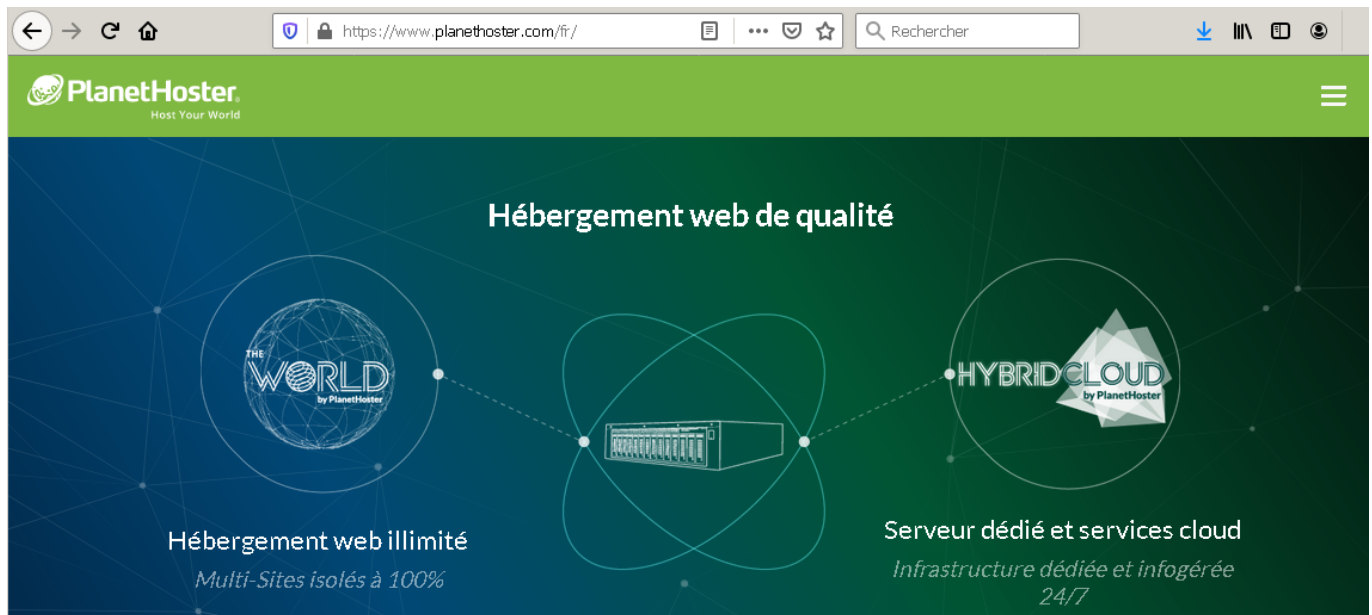 https://www.planethoster.com/fr/
Rechercher
PlanetHoster.
Host Your World
Hébergement web de qualité
THE
WORLD
by PlanetHoster
HYBRIDCLOUD
by PlanetHoster
Hébergement web illimité
Multi-Sites isolés à 100%
Serveur dédié et services cloud
Infrastructure dédiée et infogérée
24/7